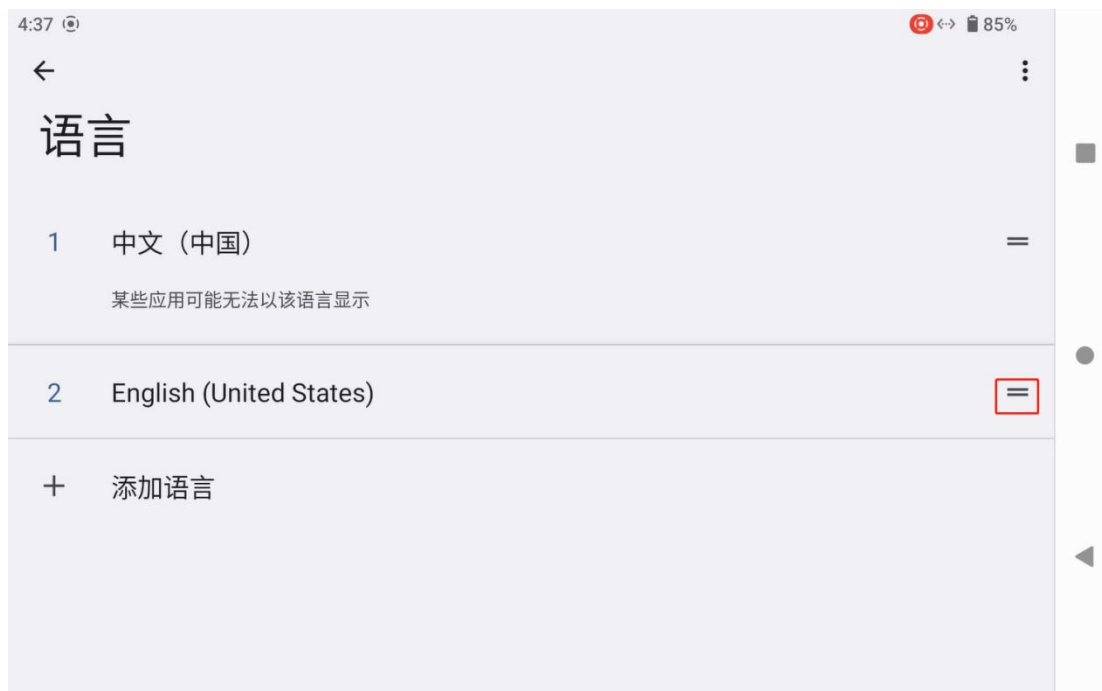 4:37
85%
语言
1 中文（中国）
某些应用可能无法以该语言显示
2 English (United States)
+ 添加语言